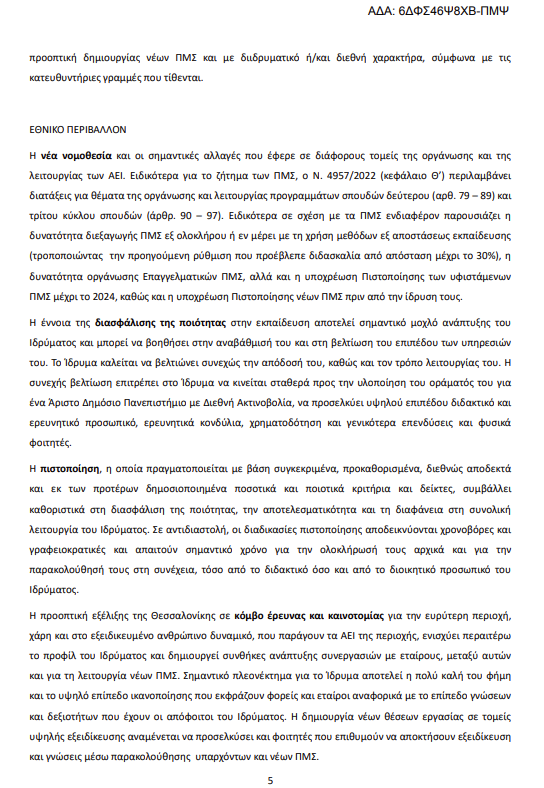 ΑΔΑ: 6ΔΦΣ46Ψ8ΧΒ-ΠΜΨ
προοπτική δημιουργίας νέων ΠΜΣ και με διιδρυματικό ή/και διεθνή χαρακτήρα, σύμφωνα με τις
κατευθυντήριες γραμμές που τίθενται.
ΕΘΝΙΚΟ ΠΕΡΙΒΑΛΛΟΝ
Η νέα νομοθεσία και οι σημαντικές αλλαγές που έφερε σε διάφορους τομείς της οργάνωσης και της
λειτουργίας των ΑΕΙ. Ειδικότερα για το ζήτημα των ΠΜΣ, ο Ν. 4957/2022 (κεφάλαιο Θ’) περιλαμβάνει
διατάξεις για θέματα της οργάνωσης και λειτουργίας προγραμμάτων σπουδών δεύτερου (αρθ. 79 – 89) και
τρίτου κύκλου σπουδών (άρθρ. 90 – 97). Ειδικότερα σε σχέση με τα ΠΜΣ ενδιαφέρον παρουσιάζει η
δυνατότητα διεξαγωγής ΠΜΣ εξ ολοκλήρου ή εν μέρει με τη χρήση μεθόδων εξ αποστάσεως εκπαίδευσης
(τροποποιώντας την προηγούμενη ρύθμιση που προέβλεπε διδασκαλία από απόσταση μέχρι το 30%), η
δυνατότητα οργάνωσης Επαγγελματικών ΠΜΣ, αλλά και η υποχρέωση Πιστοποίησης των υφιστάμενων
ΠΜΣ μέχρι το 2024, καθώς και η υποχρέωση Πιστοποίησης νέων ΠΜΣ πριν από την ίδρυση τους.
Η έννοια της διασφάλισης της ποιότητας στην εκπαίδευση αποτελεί σημαντικό μοχλό ανάπτυξης του
Ιδρύματος και μπορεί να βοηθήσει στην αναβάθμισή του και στη βελτίωση του επιπέδου των υπηρεσιών
του. Το Ίδρυμα καλείται να βελτιώνει συνεχώς την απόδοσή του, καθώς και τον τρόπο λειτουργίας του. Η
συνεχής βελτίωση επιτρέπει στο Ίδρυμα να κινείται σταθερά προς την υλοποίηση του οράματός του για
ένα Άριστο Δημόσιο Πανεπιστήμιο με Διεθνή Ακτινοβολία, να προσελκύει υψηλού επιπέδου διδακτικό και
ερευνητικό προσωπικό, ερευνητικά κονδύλια, χρηματοδότηση και γενικότερα επενδύσεις και φυσικά
φοιτητές.
Η πιστοποίηση, η οποία πραγματοποιείται με βάση συγκεκριμένα, προκαθορισμένα, διεθνώς αποδεκτά
και εκ των προτέρων δημοσιοποιημένα ποσοτικά και ποιοτικά κριτήρια και δείκτες, συμβάλλει
καθοριστικά στη διασφάλιση της ποιότητας, την αποτελεσματικότητα και τη διαφάνεια στη συνολική
λειτουργία του Ιδρύματος. Σε αντιδιαστολή, οι διαδικασίες πιστοποίησης αποδεικνύονται χρονοβόρες και
γραφειοκρατικές και απαιτούν σημαντικό χρόνο για την ολοκλήρωσή τους αρχικά και για την
παρακολούθησή τους στη συνέχεια, τόσο από το διδακτικό όσο και από το διοικητικό προσωπικό του
Ιδρύματος.
Η προοπτική εξέλιξης της Θεσσαλονίκης σε κόμβο έρευνας και καινοτομίας για την ευρύτερη περιοχή,
χάρη και στο εξειδικευμένο ανθρώπινο δυναμικό, που παράγουν τα ΑΕΙ της περιοχής, ενισχύει περαιτέρω
το προφίλ του Ιδρύματος και δημιουργεί συνθήκες ανάπτυξης συνεργασιών με εταίρους, μεταξύ αυτών
και για τη λειτουργία νέων ΠΜΣ. Σημαντικό πλεονέκτημα για το Ίδρυμα αποτελεί η πολύ καλή του φήμη
και το υψηλό επίπεδο ικανοποίησης που εκφράζουν φορείς και εταίροι αναφορικά με το επίπεδο γνώσεων
και δεξιοτήτων που έχουν οι απόφοιτοι του Ιδρύματος. Η δημιουργία νέων θέσεων εργασίας σε τομείς
υψηλής εξειδίκευσης αναμένεται να προσελκύσει και φοιτητές που επιθυμούν να αποκτήσουν εξειδίκευση
και γνώσεις μέσω παρακολούθησης υπαρχόντων και νέων ΠΜΣ.
5